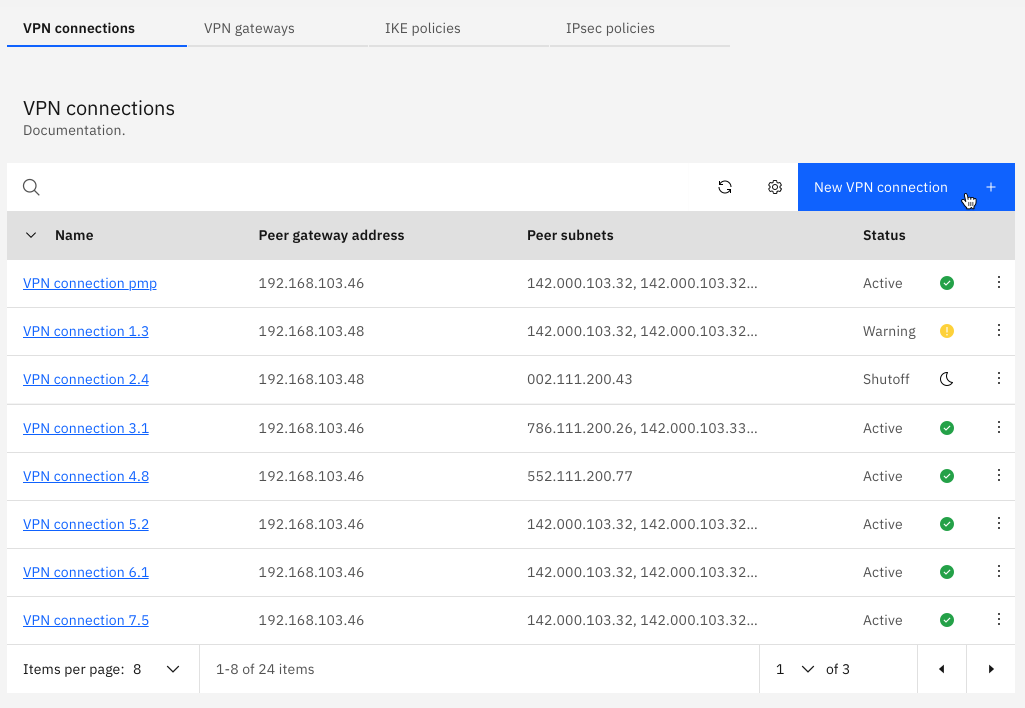 VPN connections VPN gateways IKE policies IPsec policies
VPN connections
Documentation.
New VPN connection +
Name Peer gateway address Peer subnets Status
VPN connection pmp 192.168.103.46 142.000.103.32, 142.000.103.32... Active
VPN connection 1.3 192.168.103.48 142.000.103.32, 142.000.103.32... Warning
VPN connection 2.4 192.168.103.48 002.111.200.43 Shutoff
VPN connection 3.1 192.168.103.46 786.111.200.26, 142.000.103.33... Active
VPN connection 4.8 192.168.103.46 552.111.200.77 Active
VPN connection 5.2 192.168.103.46 142.000.103.32, 142.000.103.32... Active
VPN connection 6.1 192.168.103.46 142.000.103.32, 142.000.103.32... Active
VPN connection 7.5 192.168.103.46 142.000.103.32, 142.000.103.32... Active
Items per page: 8 1-8 of 24 items 1 of 3